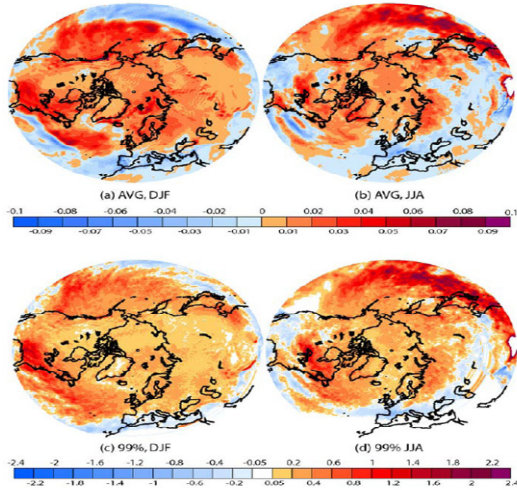 (a) AVG, DJF (b) AVG, JJA
-0.1 -0.08 -0.06 -0.04 -0.02 0 0.02 0.04 0.06 0.08 0.1
-0.09 -0.07 -0.05 -0.03 -0.01 0.01 0.03 0.05 0.07 0.09
(c) 99%, DJF (d) 99% JJA
-2.4 -2 -1.6 -1.2 -0.8 -0.4 -0.05 0.2 0.6 1 1.4 1.8 2.2
-2.2 -1.8 -1.4 -1 -0.6 -0.2 0.05 0.4 0.8 1.2 1.6 2 2.4